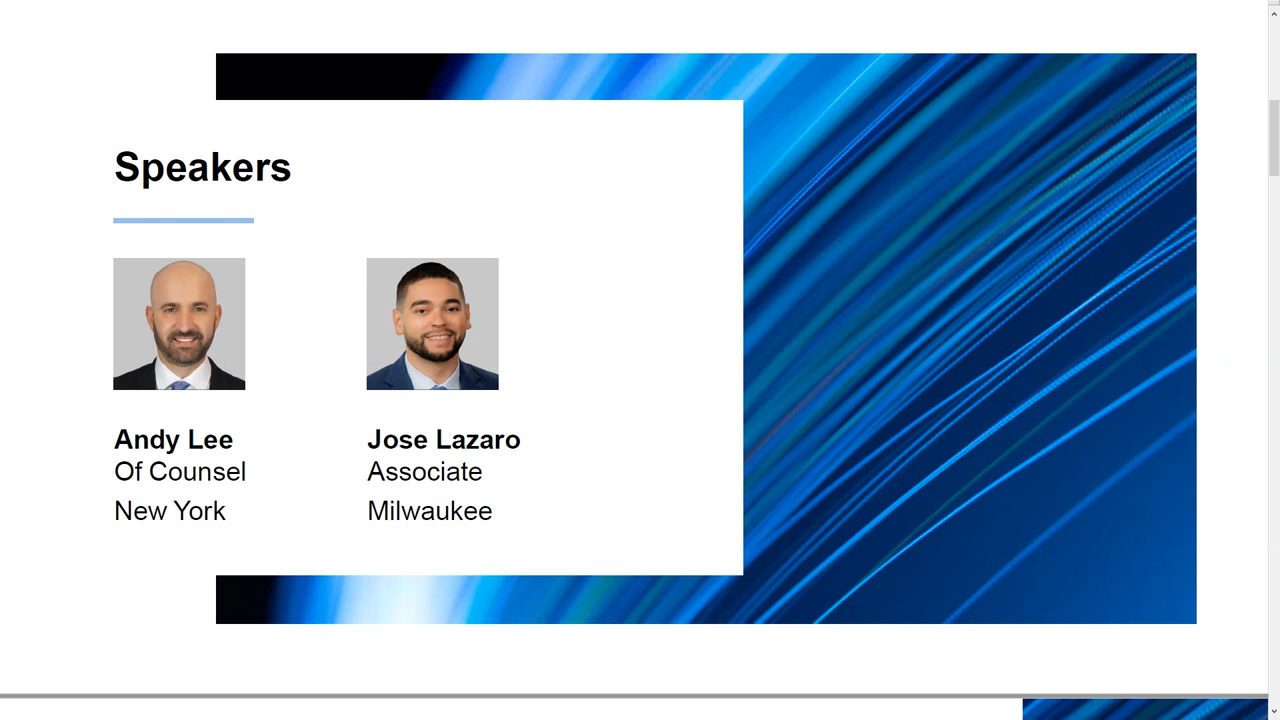 Speakers
Andy Lee
Of Counsel
New York
Jose Lazaro
Associate
Milwaukee